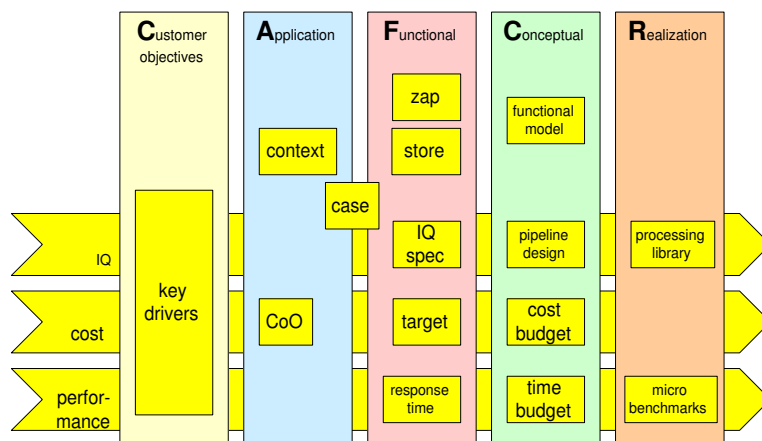 Customer
objectives
Application
Functional
Conceptual
Realization
zap
functional
model
context
store
case
IQ
key
drivers
IQ
spec
pipeline
design
processing
library
cost
CoO
target
cost
budget
perfor-
mance
response
time
time
budget
micro
benchmarks